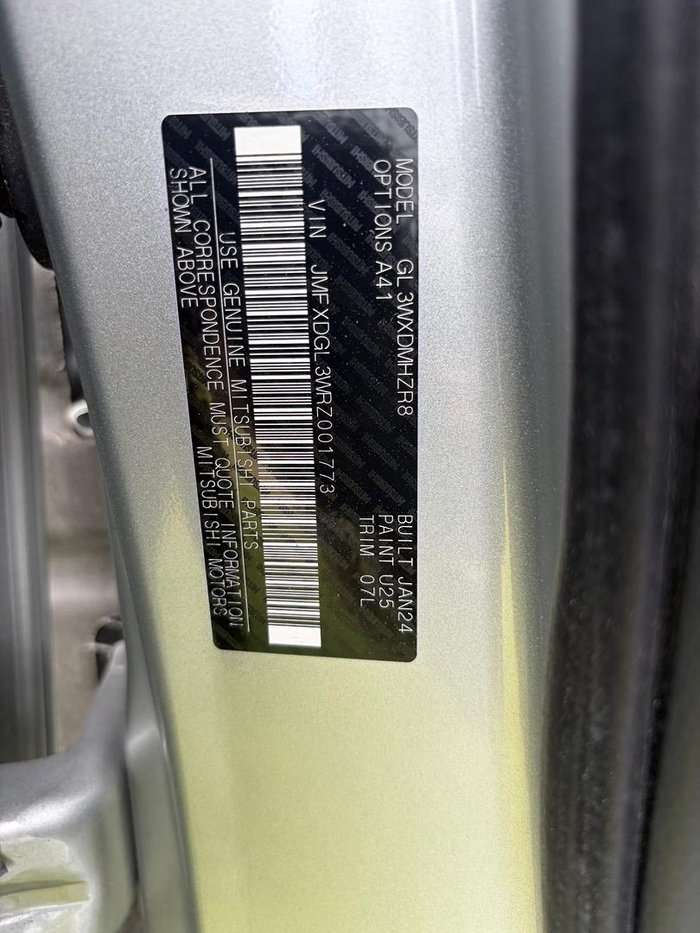 MODEL GL3WXDMHZR8 BUILT JAN24
OPTIONS A41 PAINT U25
TRIM 07L
VIN JMFXDGL3WRZ001773
USE GENUINE MITSUBISHI PARTS
ALL CORRESPONDENCE MUST QUOTE INFORMATION
SHOWN ABOVE MITSUBISHI MOTORS